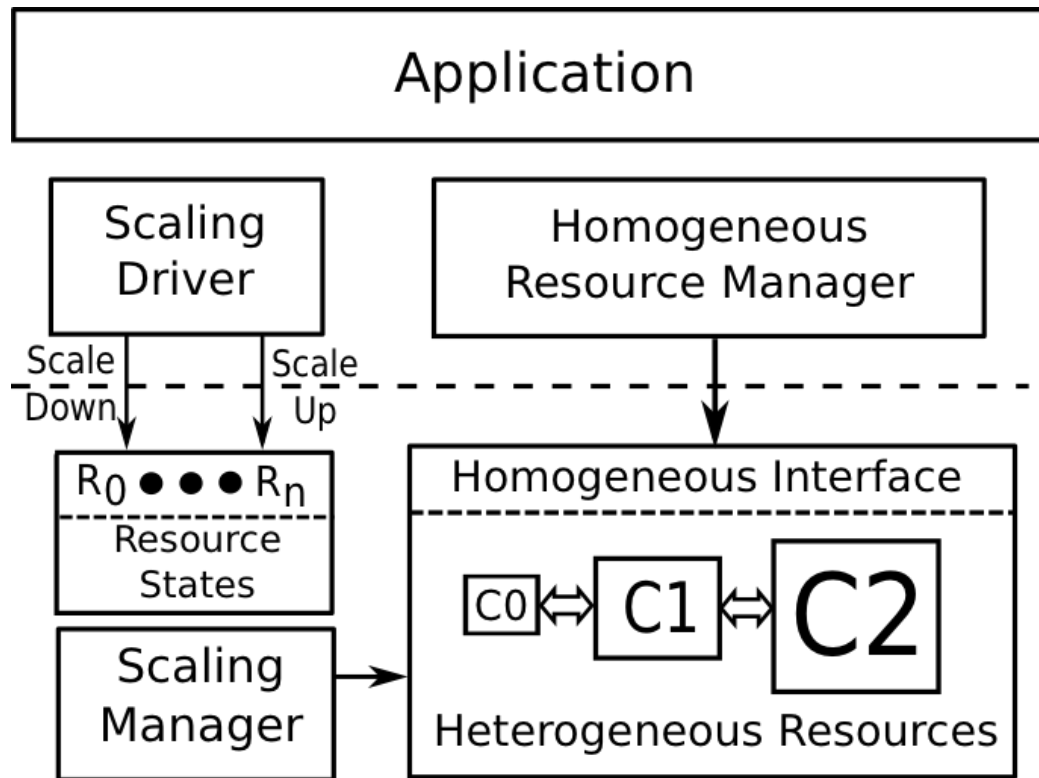 Application
Scaling
Driver
Homogeneous
Resource Manager
Scale
Down
Scale
Up
R0 ● ● ● Rn
Resource
States
Homogeneous Interface
C0
C1
C2
Heterogeneous Resources
Scaling
Manager